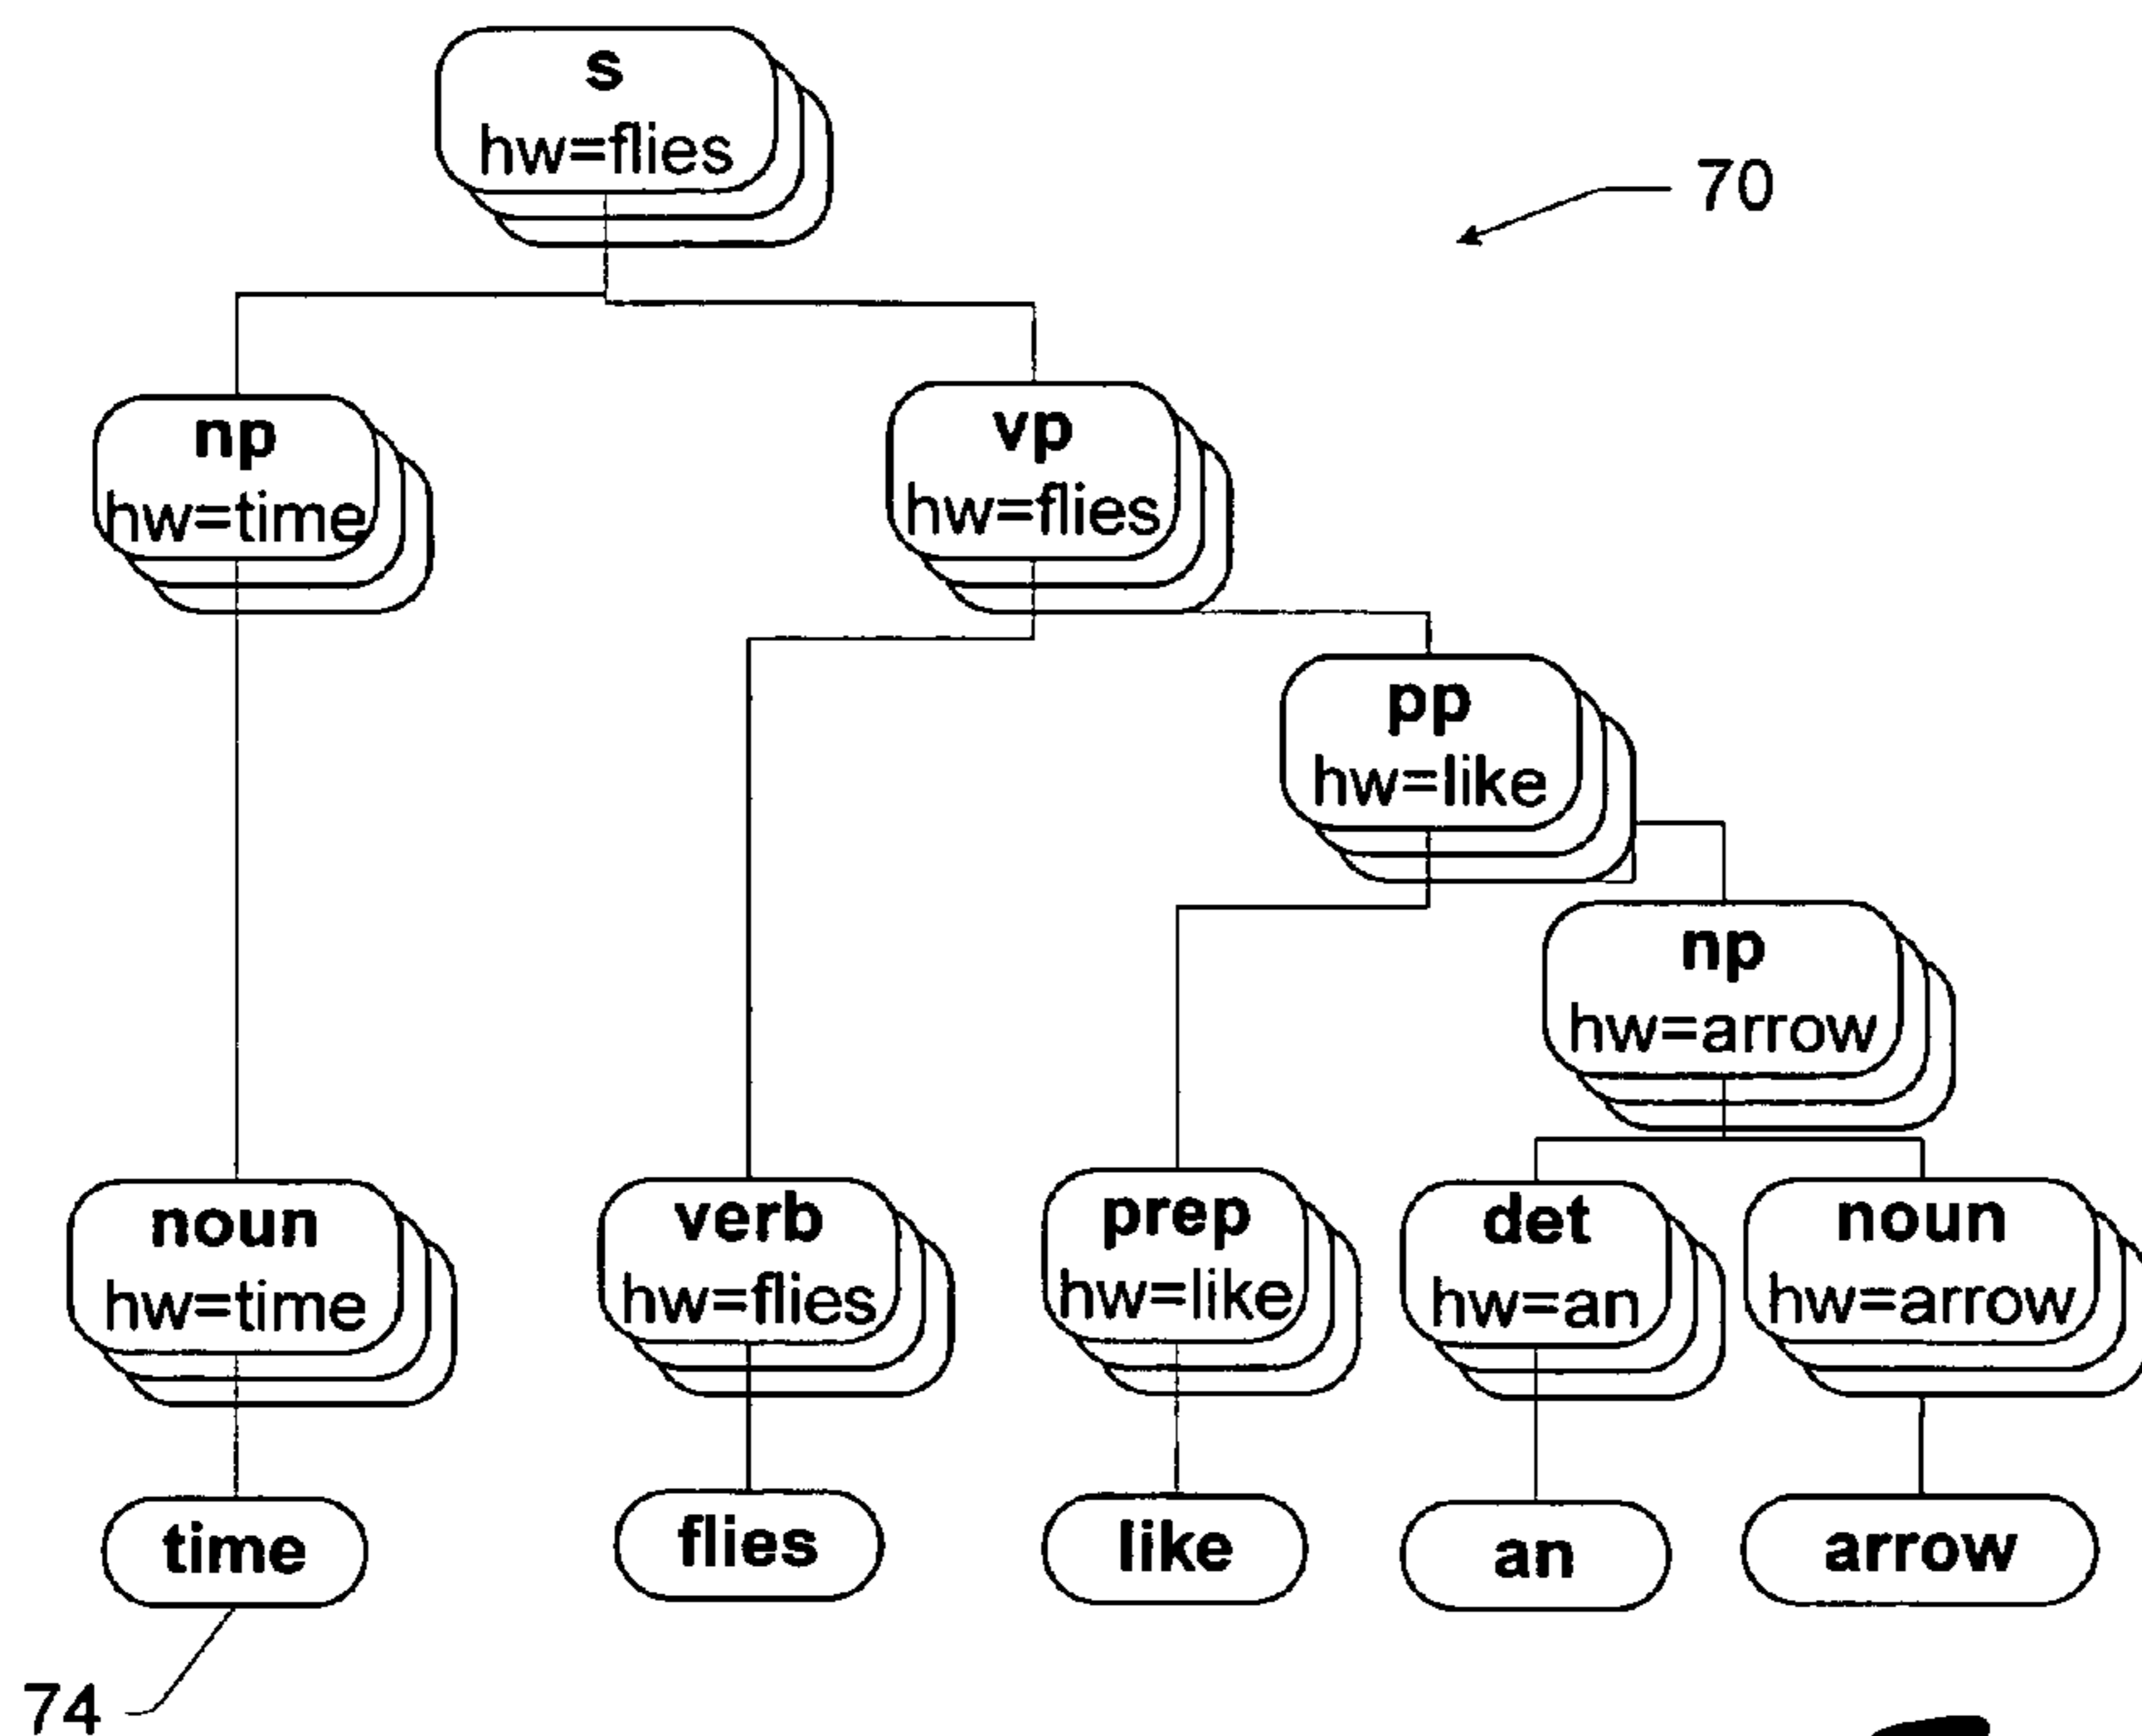 s
hw=flies
70
np
hw=time
vp
hw=flies
pp
hw=like
np
hw=arrow
noun
hw=time
verb
hw=flies
prep
hw=like
det
hw=an
noun
hw=arrow
time
flies
like
an
arrow
74